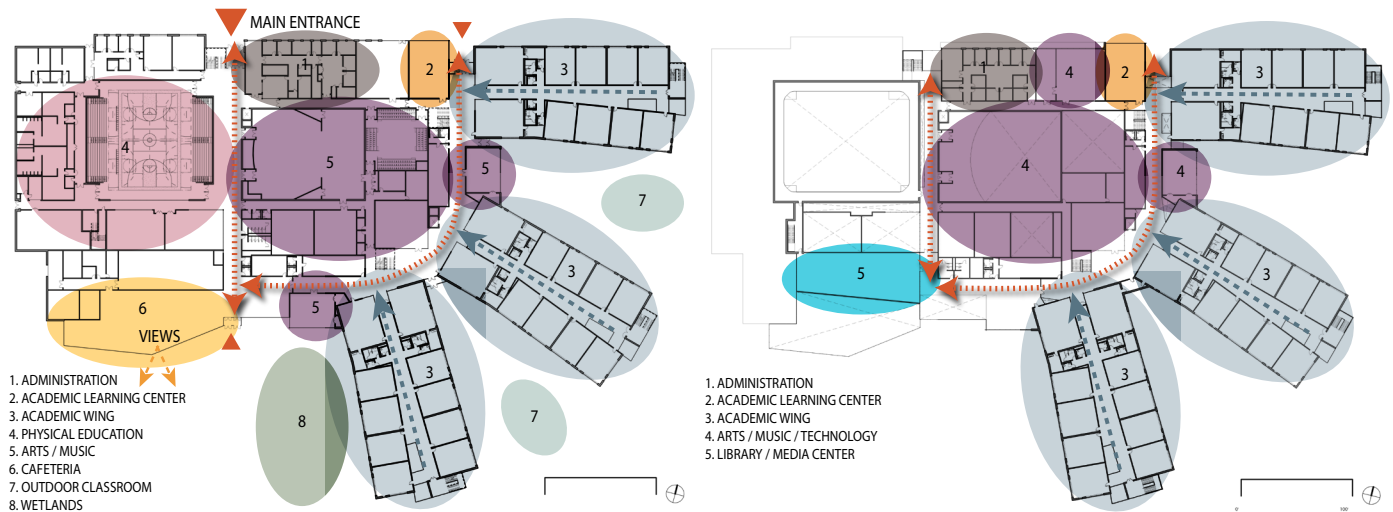 MAIN ENTRANCE
1
2
3
4
5
5
7
3
6
5
VIEWS
3
8
7
1. ADMINISTRATION
2. ACADEMIC LEARNING CENTER
3. ACADEMIC WING
4. PHYSICAL EDUCATION
5. ARTS / MUSIC
6. CAFETERIA
7. OUTDOOR CLASSROOM
8. WETLANDS
1
4
2
3
4
4
5
3
3
1. ADMINISTRATION
2. ACADEMIC LEARNING CENTER
3. ACADEMIC WING
4. ARTS / MUSIC / TECHNOLOGY
5. LIBRARY / MEDIA CENTER
0'
100'